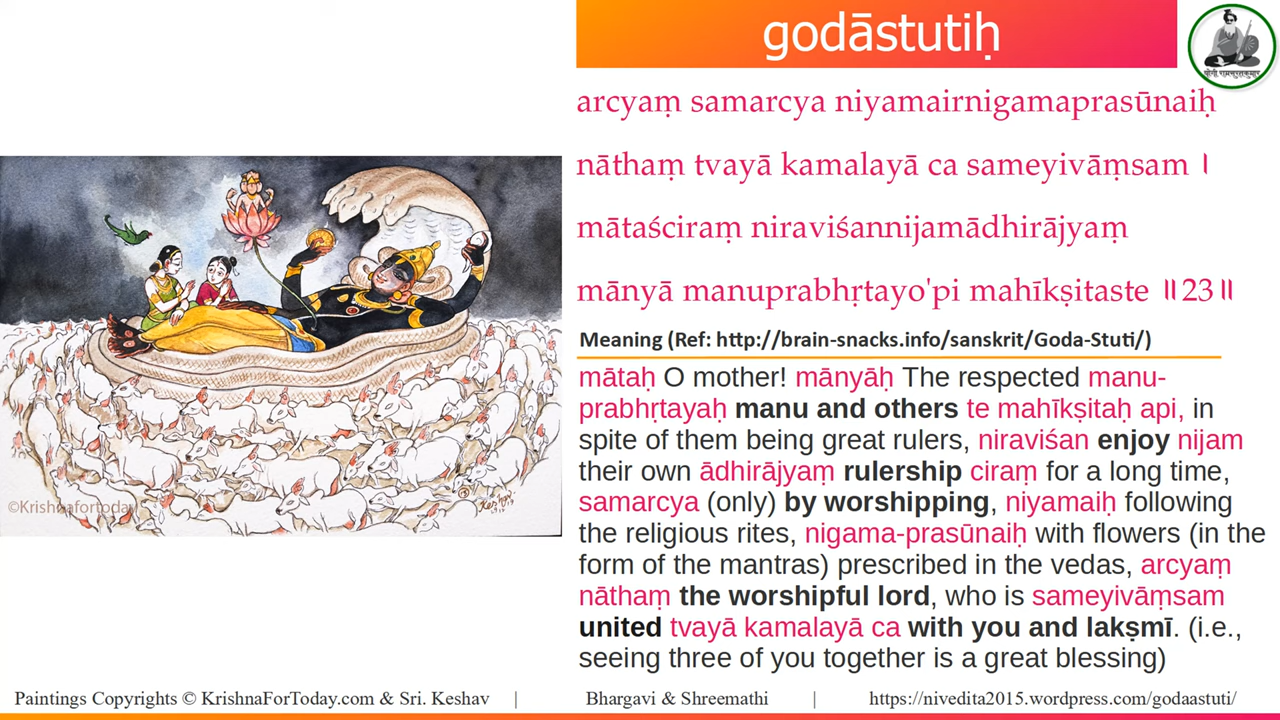 godāstutiḥ
योगी रामसुरतकुमार
arcyaṃ samarcya niyamairnigamaprasūnaiḥ
nāthaṃ tvayā kamalayā ca sameyivāṃsam ।
mātaściraṃ niraviśannijamādhirājyaṃ
mānyā manuprabhṛtayo'pi mahīkṣitaste ॥23॥
Meaning (Ref: http://brain-snacks.info/sanskrit/Goda-Stuti/)
mātaḥ O mother! mānyāḥ The respected manu-
prabhṛtayaḥ manu and others te mahīkṣitaḥ api, in
spite of them being great rulers, niraviśan enjoy nijam
their own ādhirājyaṃ rulership ciraṃ for a long time,
samarcya (only) by worshipping, niyamaiḥ following
the religious rites, nigama-prasūnaiḥ with flowers (in the
form of the mantras) prescribed in the vedas, arcyaṃ
nāthaṃ the worshipful lord, who is sameyivāṃsam
united tvayā kamalayā ca with you and lakṣmī. (i.e.,
seeing three of you together is a great blessing)
©Krishnafortoday
Paintings Copyrights © KrishnaForToday.com & Sri. Keshav | Bhargavi & Shreemathi | https://nivedita2015.wordpress.com/godaastuti/